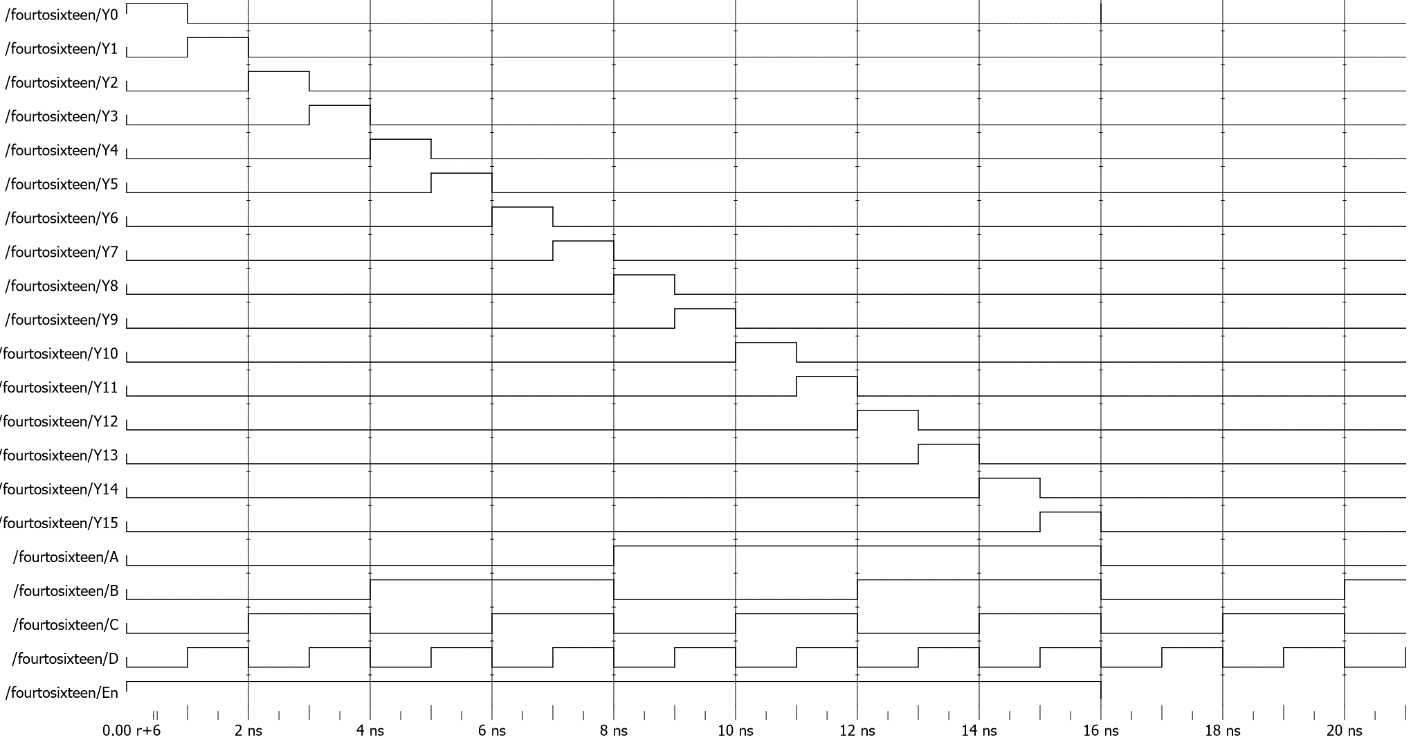 /fourtosixteen/Y0
/fourtosixteen/Y1
/fourtosixteen/Y2
/fourtosixteen/Y3
/fourtosixteen/Y4
/fourtosixteen/Y5
/fourtosixteen/Y6
/fourtosixteen/Y7
/fourtosixteen/Y8
/fourtosixteen/Y9
/fourtosixteen/Y10
/fourtosixteen/Y11
/fourtosixteen/Y12
/fourtosixteen/Y13
/fourtosixteen/Y14
/fourtosixteen/Y15
/fourtosixteen/A
/fourtosixteen/B
/fourtosixteen/C
/fourtosixteen/D
/fourtosixteen/En
0.00 r+6 2 ns 4 ns 6 ns 8 ns 10 ns 12 ns 14 ns 16 ns 18 ns 20 ns